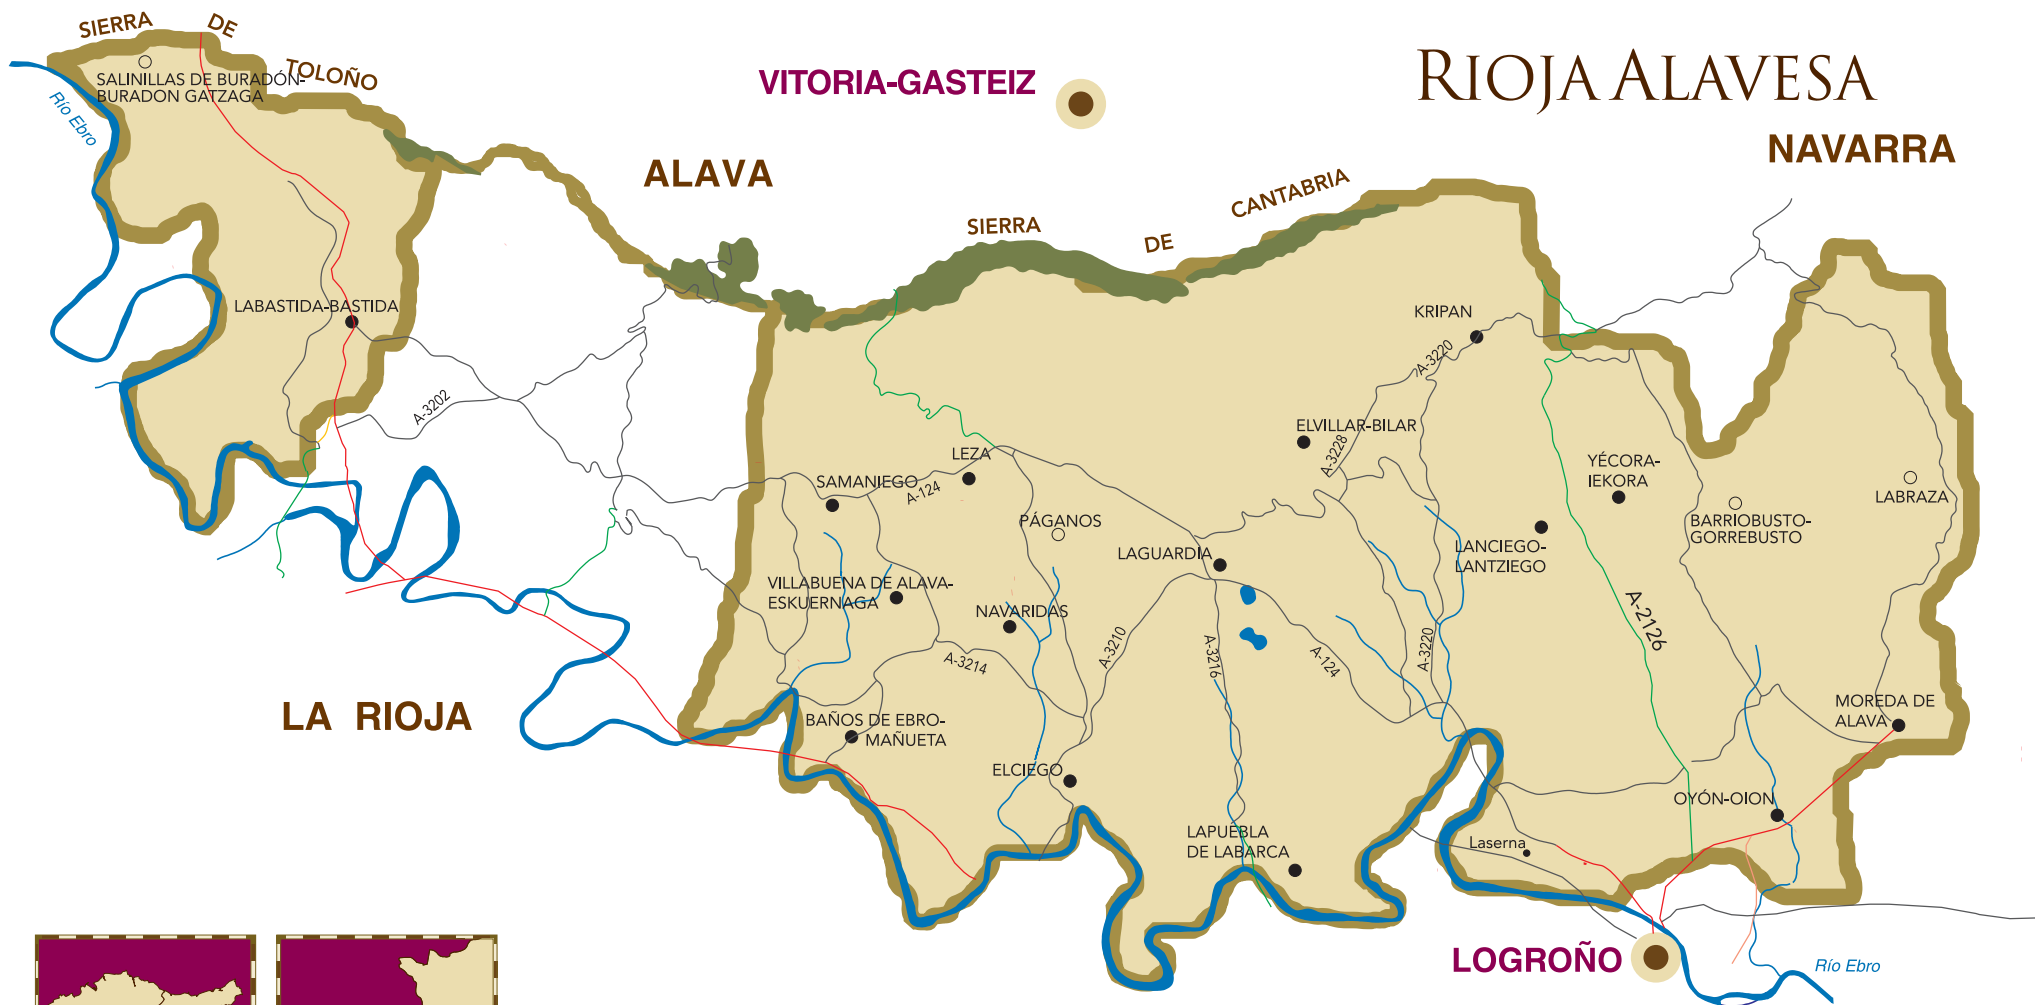 SIERRA DE TOLOÑO
SALINILLAS DE BURADÓN-
BURADON GATZAGA
Río Ebro
VITORIA-GASTEIZ
RIOJA ALAVESA
NAVARRA
ALAVA
SIERRA DE CANTABRIA
LABASTIDA-BASTIDA
KRIPAN
A-3220
A-3202
ELVILLAR-BILAR
A-3228
LEZA
SAMANIEGO
A-124
YÉCORA-
IEKORA
LABRAZA
PÁGANOS
BARRIOBUSTO-
GORREBUSTO
LAGUARDIA
LANCIEGO-
LANTZIEGO
VILLABUENA DE ALAVA-
ESKUERNAGA
NAVARIDAS
A-2126
A-3210
A-3216
A-124
A-3220
A-3214
LA RIOJA
BAÑOS DE EBRO-
MAÑUETA
MOREDA DE
ALAVA
ELCIEGO
OYÓN-OION
LAPUEBLA
DE LABARCA
Laserna
LOGROÑO
Río Ebro